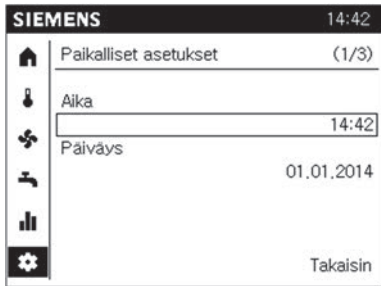 SIEMENS 14:42
Paikalliset asetukset (1/3)
Aika
14:42
Päiväys
01.01.2014
Takaisin